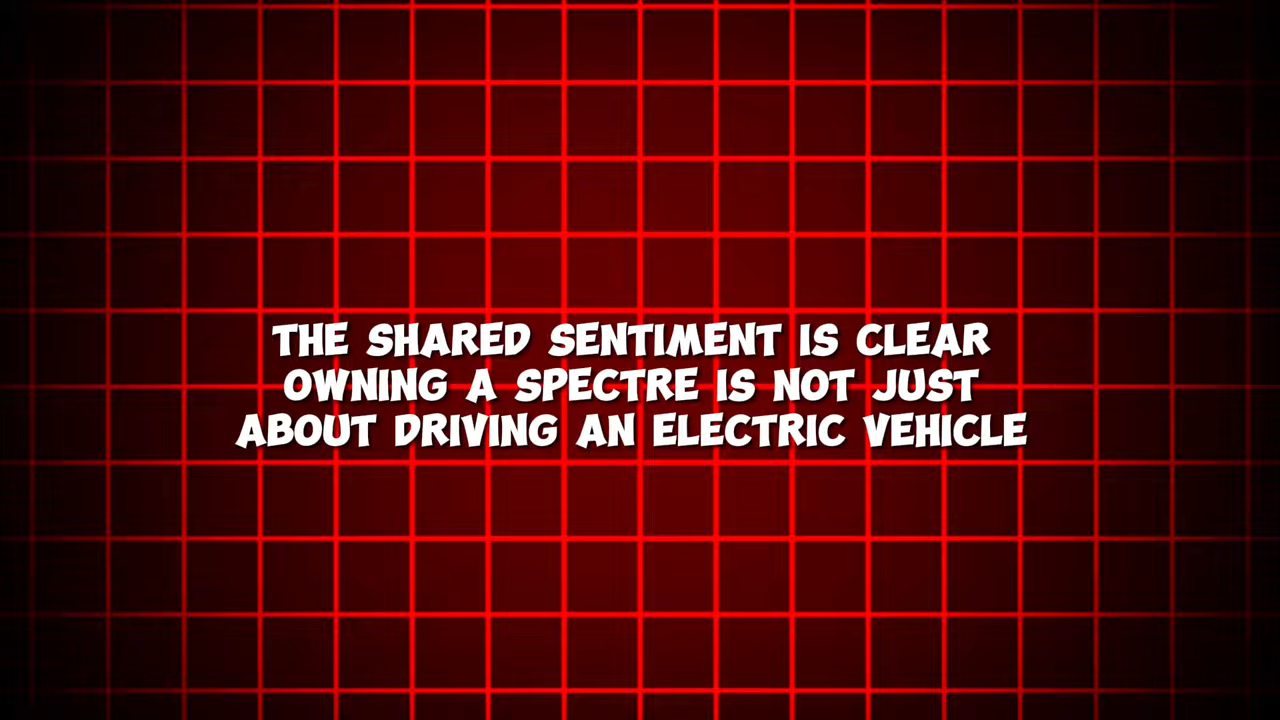 THE SHARED SENTIMENT IS CLEAR
OWNING A SPECTRE IS NOT JUST
ABOUT DRIVING AN ELECTRIC VEHICLE